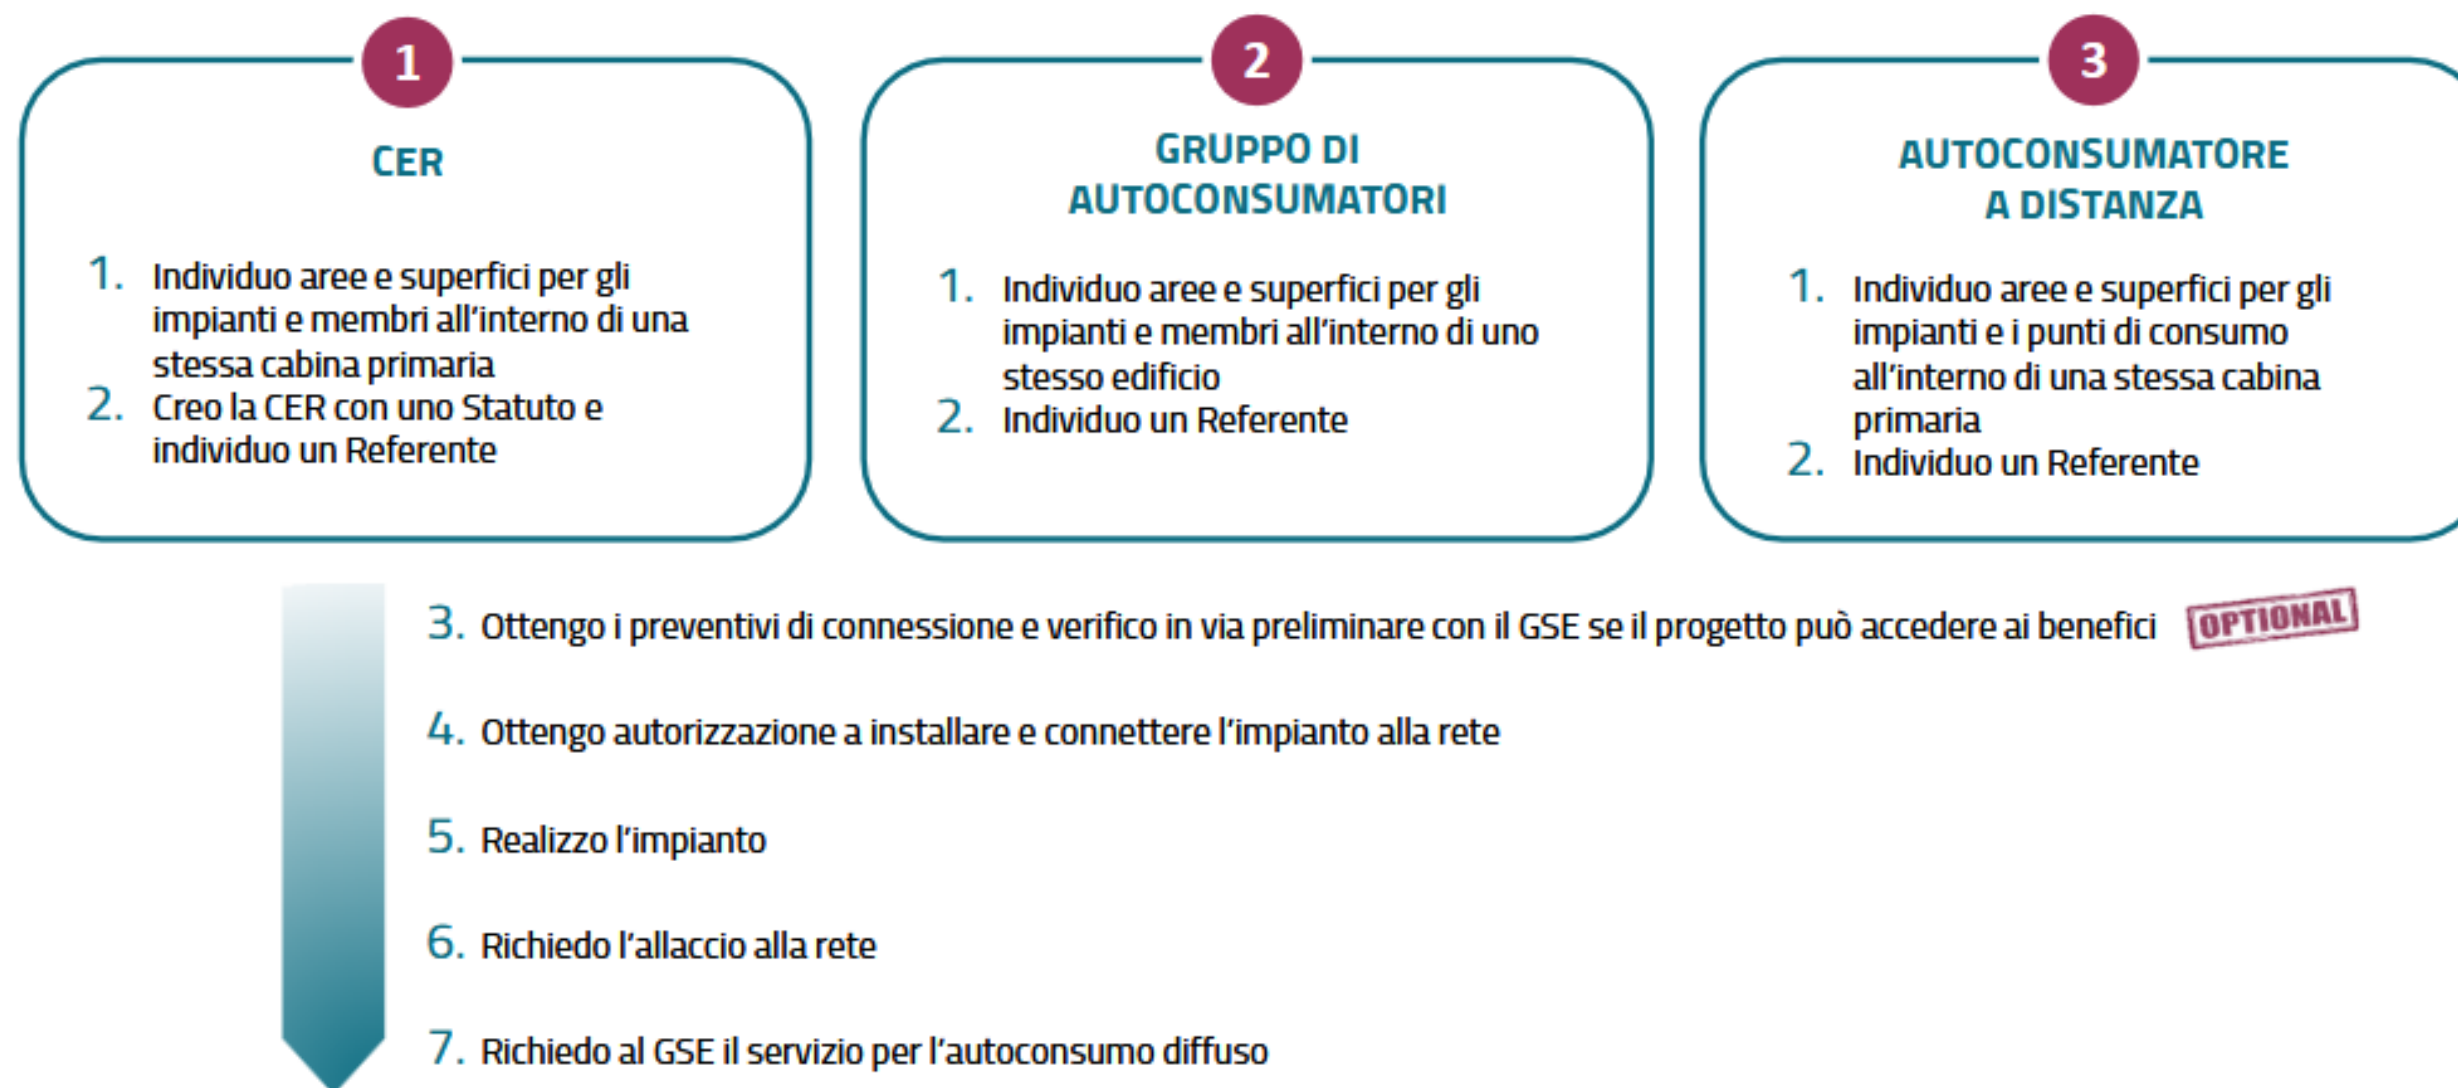 1
CER
1. Individuo aree e superfici per gli
impianti e membri all'interno di una
stessa cabina primaria
2. Creo la CER con uno Statuto e
individuo un Referente
2
GRUPPO DI
AUTOCONSUMATORI
1. Individuo aree e superfici per gli
impianti e membri all'interno di uno
stesso edificio
2. Individuo un Referente
3
AUTOCONSUMATORE
A DISTANZA
1. Individuo aree e superfici per gli
impianti e i punti di consumo
all'interno di una stessa cabina
primaria
2. Individuo un Referente
3. Ottengo i preventivi di connessione e verifico in via preliminare con il GSE se il progetto può accedere ai benefici OPTIONAL
4. Ottengo autorizzazione a installare e connettere l'impianto alla rete
5. Realizzo l'impianto
6. Richiedo l'allaccio alla rete
7. Richiedo al GSE il servizio per l'autoconsumo diffuso